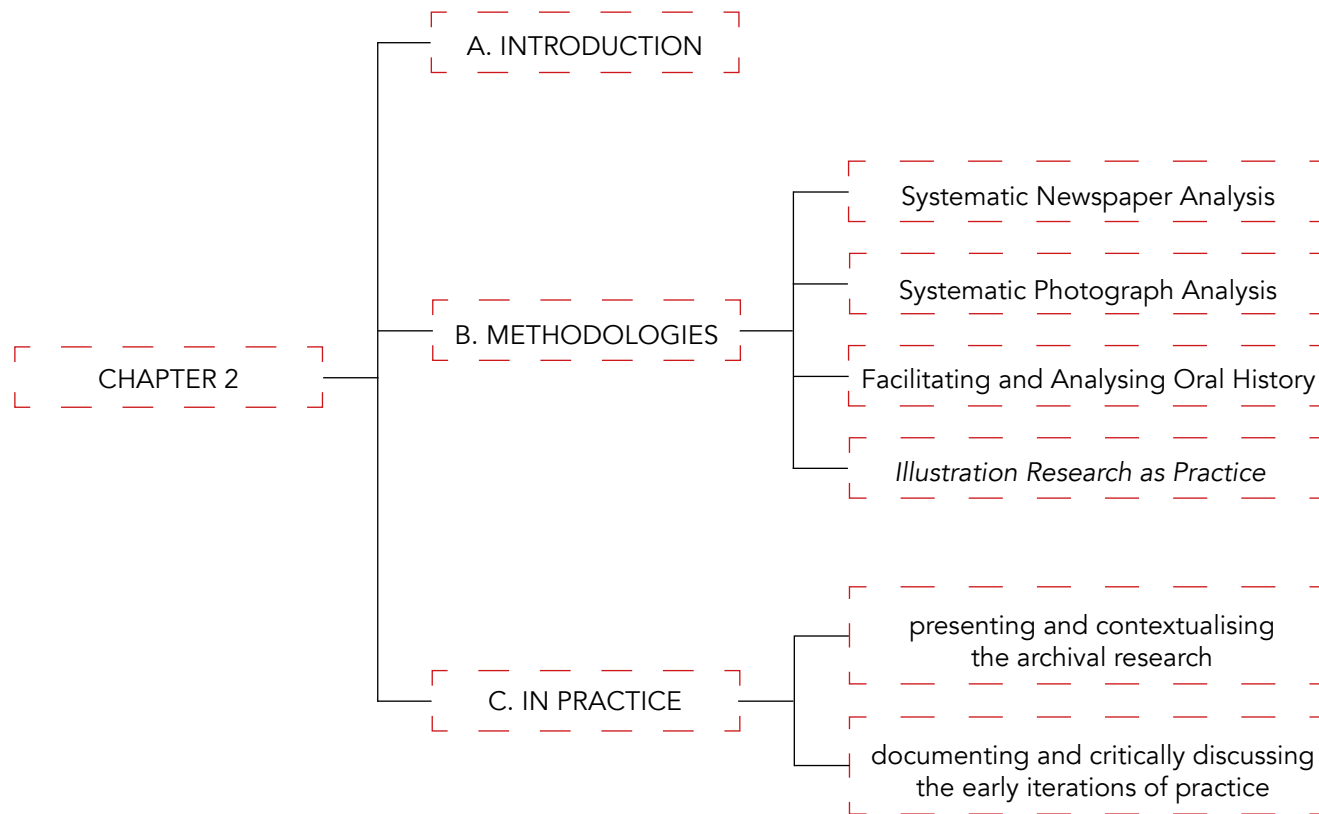 CHAPTER 2
A. INTRODUCTION
B. METHODOLOGIES
Systematic Newspaper Analysis
Systematic Photograph Analysis
Facilitating and Analysing Oral History
Illustration Research as Practice
C. IN PRACTICE
presenting and contextualising
the archival research
documenting and critically discussing
the early iterations of practice